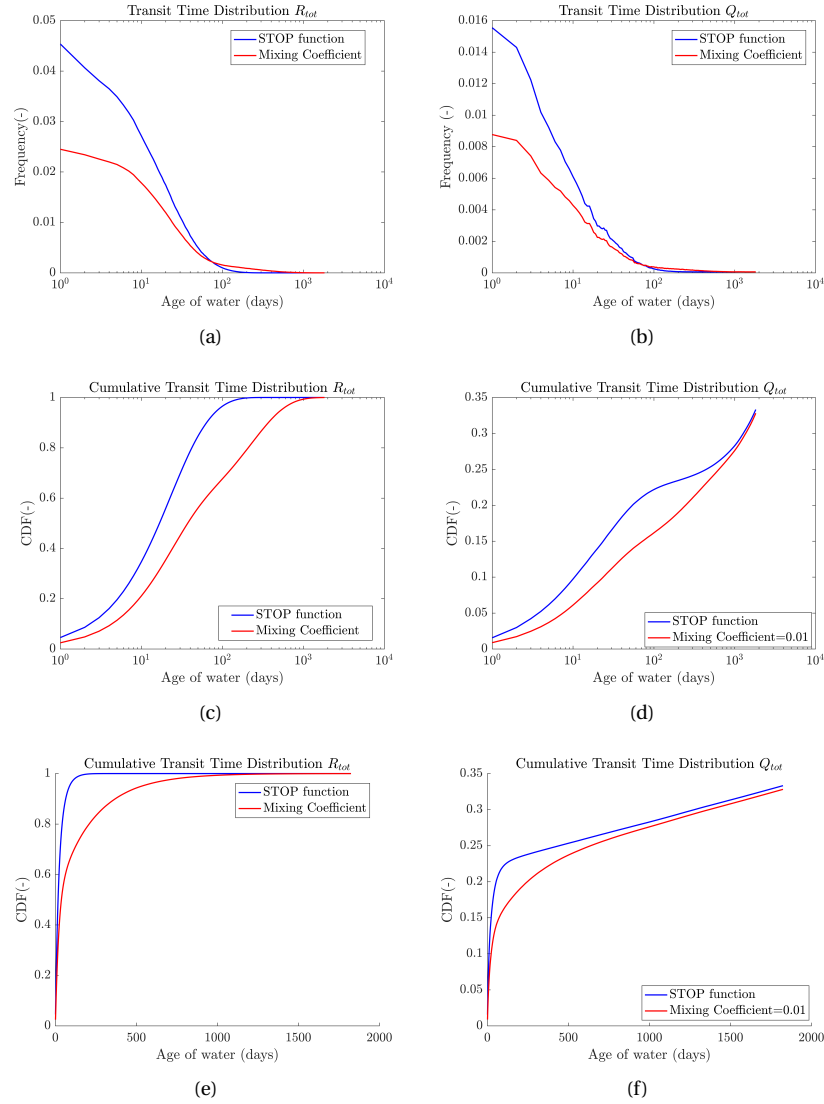 Transit Time Distribution R_tot
0.05
0.04
0.03
0.02
0.01
0
Frequency(-)
STOP function
Mixing Coefficient
10^0
10^1
10^2
10^3
10^4
Age of water (days)
(a)
Transit Time Distribution Q_tot
0.016
0.014
0.012
0.01
0.008
0.006
0.004
0.002
0
Frequency (-)
STOP function
Mixing Coefficient
10^0
10^1
10^2
10^3
10^4
Age of water (days)
(b)
Cumulative Transit Time Distribution R_tot
1
0.8
0.6
0.4
0.2
0
CDF(-)
STOP function
Mixing Coefficient
10^0
10^1
10^2
10^3
10^4
Age of water (days)
(c)
Cumulative Transit Time Distribution Q_tot
0.35
0.3
0.25
0.2
0.15
0.1
0.05
0
CDF(-)
STOP function
Mixing Coefficient=0.01
10^0
10^1
10^2
10^3
10^4
Age of water (days)
(d)
Cumulative Transit Time Distribution R_tot
1
0.8
0.6
0.4
0.2
0
CDF(-)
STOP function
Mixing Coefficient
0
500
1000
1500
2000
Age of water (days)
(e)
Cumulative Transit Time Distribution Q_tot
0.35
0.3
0.25
0.2
0.15
0.1
0.05
0
CDF(-)
STOP function
Mixing Coefficient=0.01
0
500
1000
1500
2000
Age of water (days)
(f)